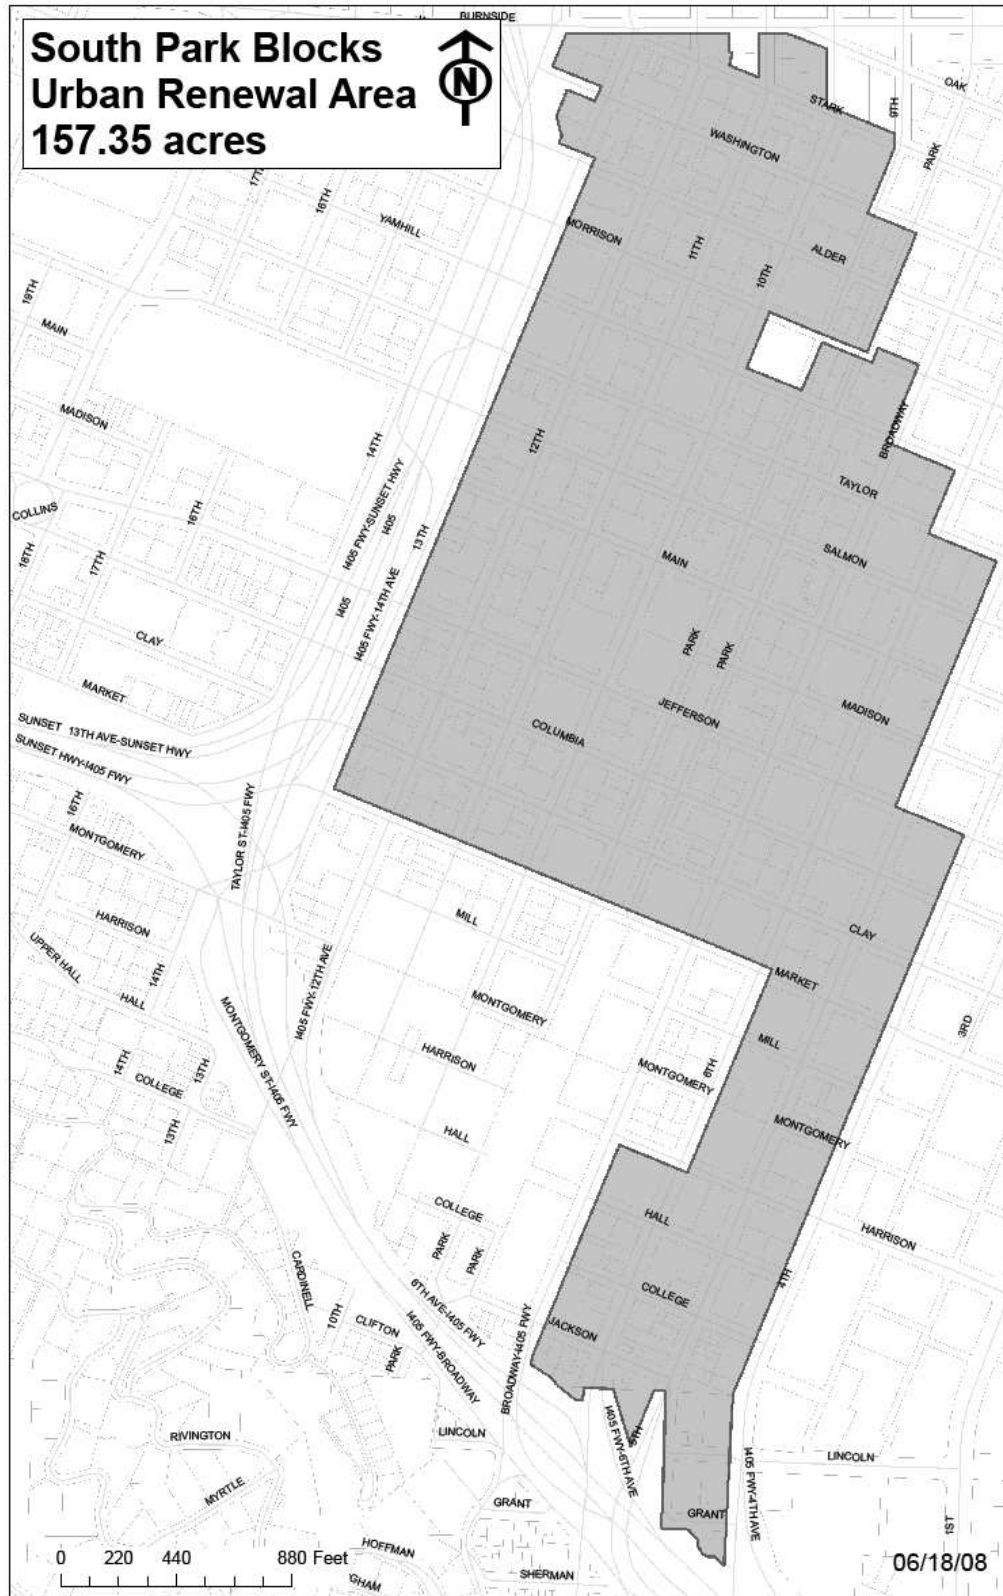 BURNSIDE
South Park Blocks
Urban Renewal Area
157.35 acres
N
OAK
STARK
9TH
WASHINGTON
PARK
17TH
16TH
YAMHILL
MORRISON
11TH
ALDER
10TH
19TH
MAIN
MADISON
14TH
12TH
BROADWAY
TAYLOR
COLLINS
16TH
I405 FWY-SUNSET HWY
I405
13TH
SALMON
MAIN
18TH
17TH
I405
I405 FWY-14TH AVE
CLAY
PARK
PARK
MARKET
JEFFERSON
MADISON
SUNSET 13TH AVE-SUNSET HWY
COLUMBIA
SUNSET HWY-I405 FWY
16TH
TAYLOR ST-I405 FWY
MONTGOMERY
HARRISON
MILL
CLAY
UPPER HALL
14TH
HALL
I405 FWY-12TH AVE
MARKET
MONTGOMERY
3RD
MILL
MONTGOMERY ST-I405 FWY
HARRISON
MONTGOMERY
6TH
14TH
13TH
COLLEGE
13TH
HALL
MONTGOMERY
COLLEGE
HALL
HARRISON
PARK
PARK
CARDINELL
10TH
6TH AVE-I405 FWY
COLLEGE
4TH
CLIFTON
PARK
I405 FWY-BROADWAY
BROADWAY-I405 FWY
JACKSON
RIVINGTON
LINCOLN
I405 FWY-6TH AVE
5TH
I405 FWY-4TH AVE
LINCOLN
MYRTLE
GRANT
GRANT
1ST
HOFFMAN
0 220 440 880 Feet
GHAM
SHERMAN
06/18/08